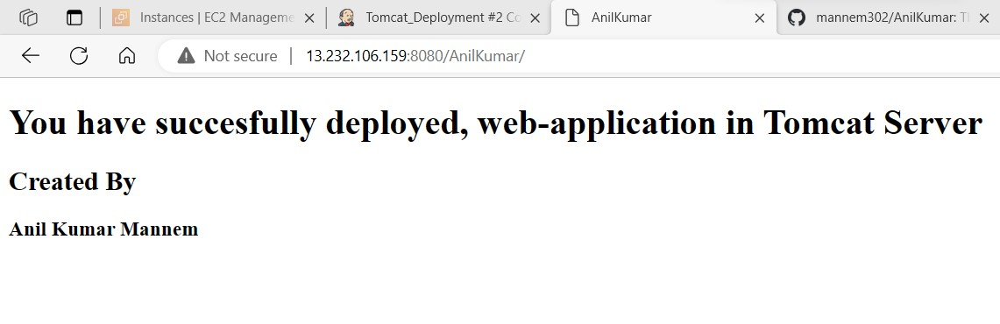 Instances | EC2 Manageme
Tomcat_Deployment #2 Co
AnilKumar
mannem302/AnilKumar: T
Not secure
13.232.106.159:8080/AnilKumar/
You have succesfully deployed, web-application in Tomcat Server
Created By
Anil Kumar Mannem